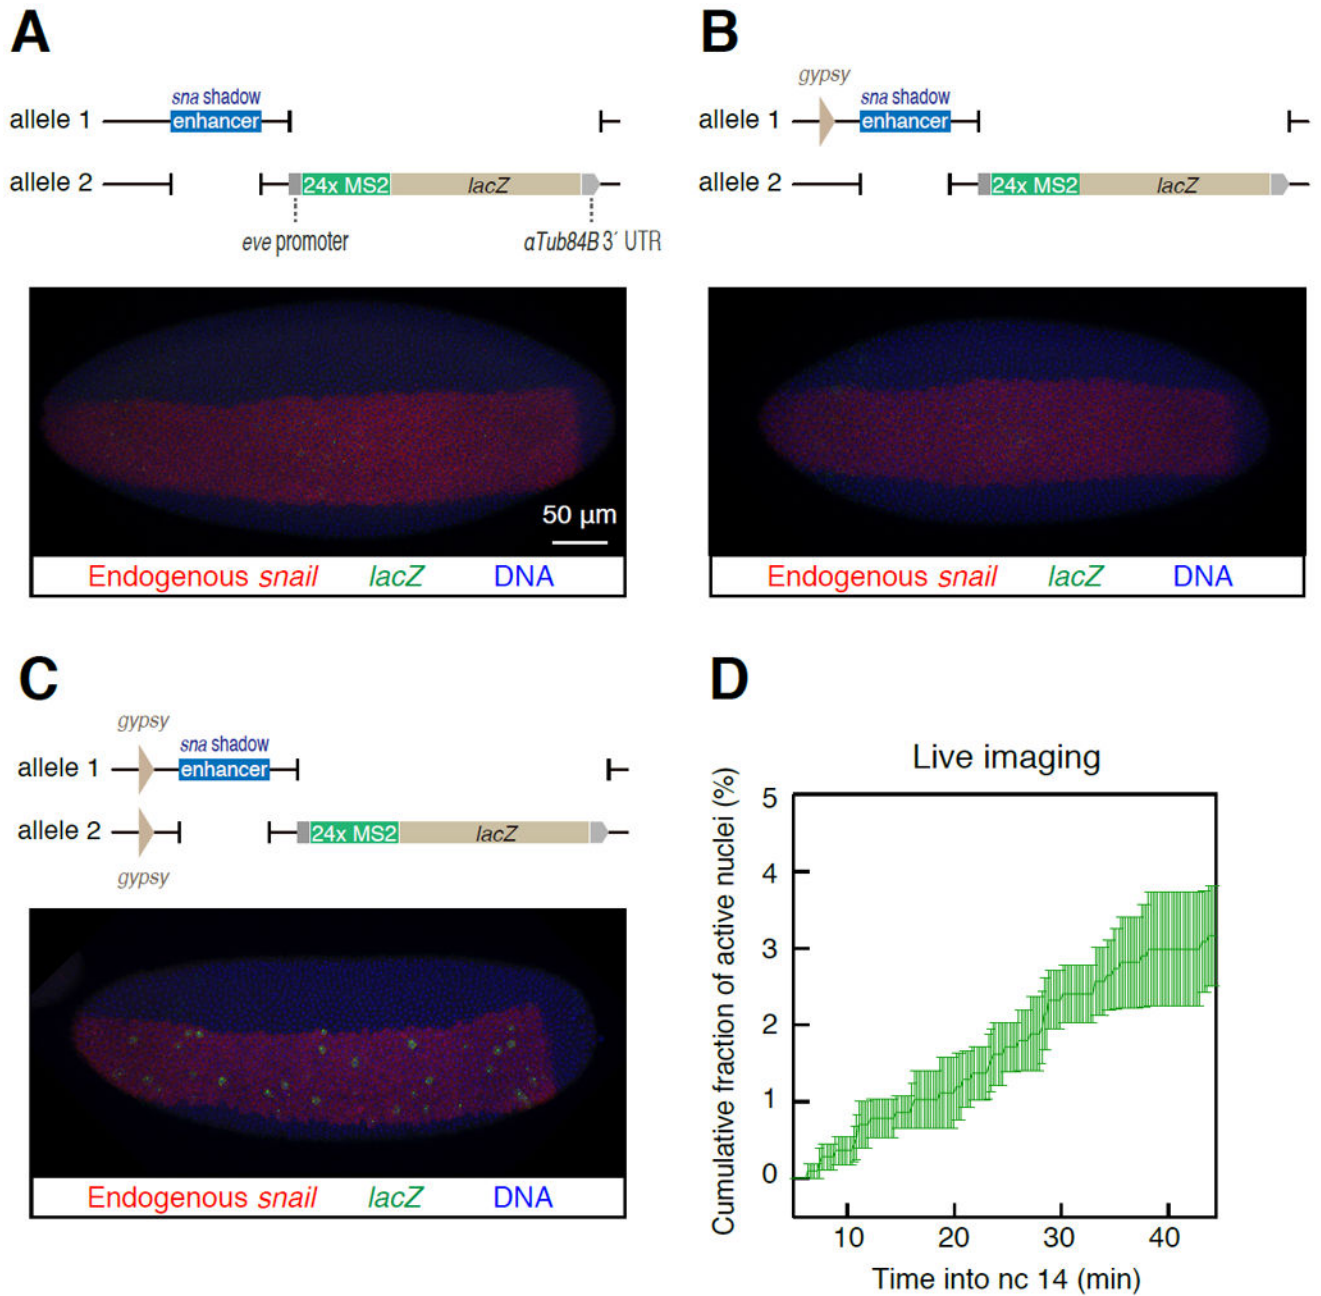 A
sna shadow
allele 1 enhancer
allele 2 24x MS2 lacZ
eve promoter αTub84B 3´ UTR
50 µm
Endogenous snail lacZ DNA
B
gypsy
sna shadow
allele 1 enhancer
allele 2 24x MS2 lacZ
Endogenous snail lacZ DNA
C
gypsy
sna shadow
allele 1 enhancer
allele 2 24x MS2 lacZ
gypsy
Endogenous snail lacZ DNA
D
Live imaging
Cumulative fraction of active nuclei (%)
5
4
3
2
1
0
10 20 30 40
Time into nc 14 (min)